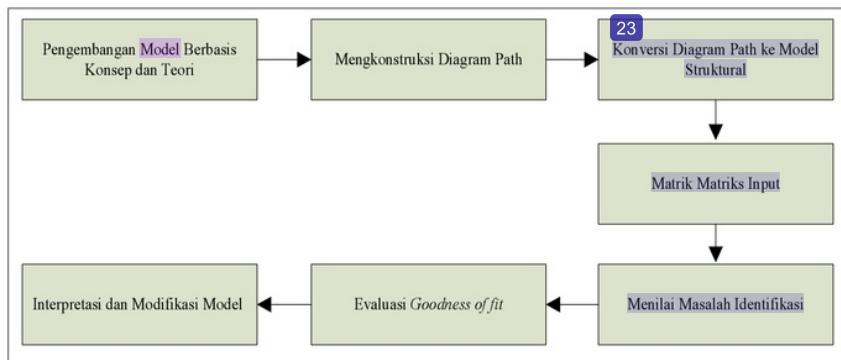 Pengembangan Model Berbasis
Konsep dan Teori
Mengkonstruksi Diagram Path
23
Konversi Diagram Path ke Model
Struktural
Matrik Matriks Input
Menilai Masalah Identifikasi
Evaluasi Goodness of fit
Interpretasi dan Modifikasi Model